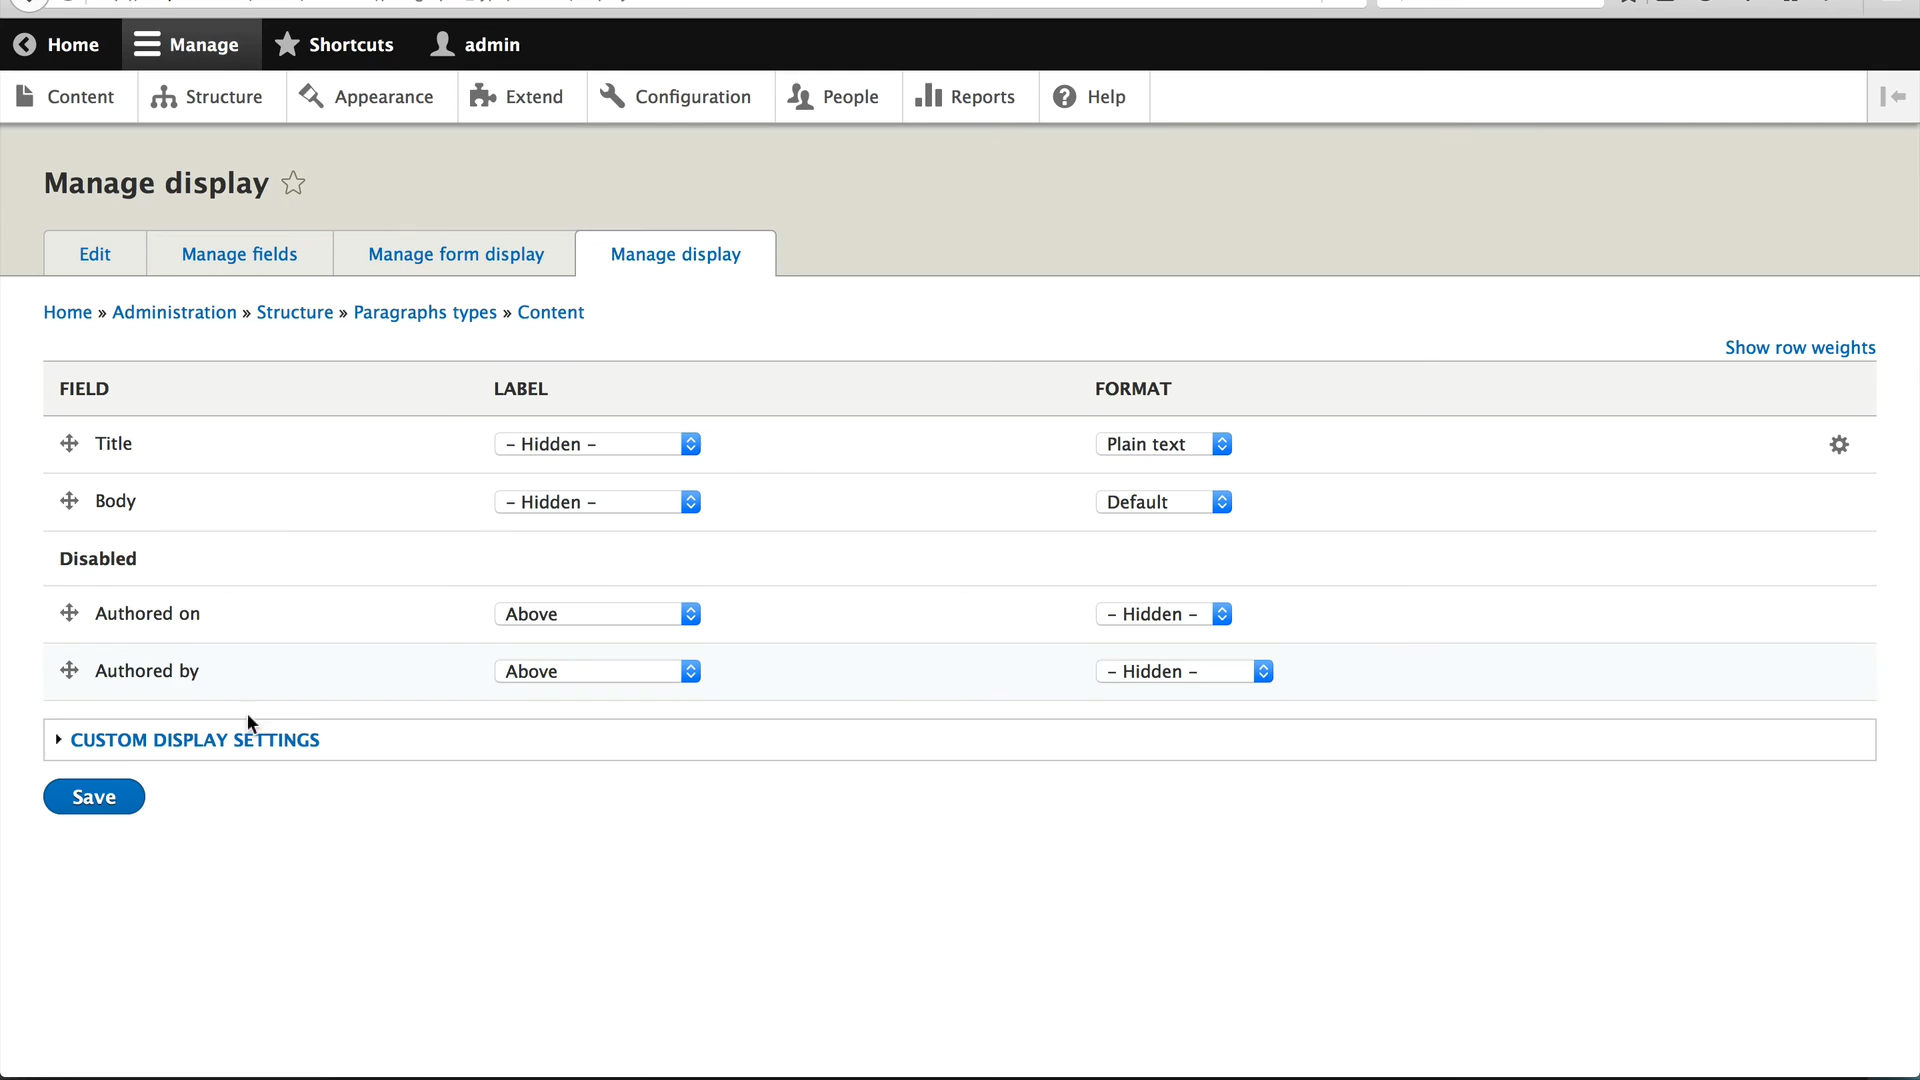 Home Manage Shortcuts admin
Content Structure Appearance Extend Configuration People Reports Help
Manage display
Edit Manage fields Manage form display Manage display
Home » Administration » Structure » Paragraphs types » Content
Show row weights
FIELD LABEL FORMAT
Title – Hidden – Plain text
Body – Hidden – Default
Disabled
Authored on Above – Hidden –
Authored by Above – Hidden –
CUSTOM DISPLAY SETTINGS
Save